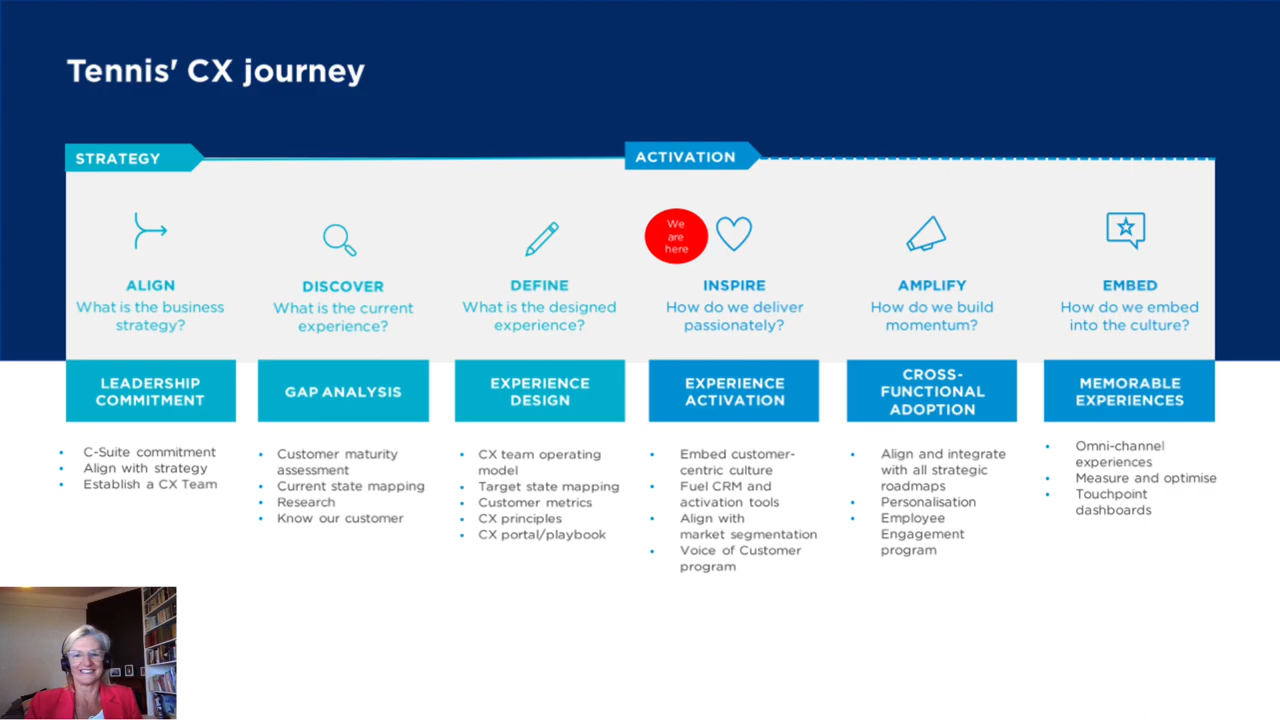 Tennis' CX journey
STRATEGY
ACTIVATION
We
are
here
ALIGN
What is the business
strategy?
DISCOVER
What is the current
experience?
DEFINE
What is the designed
experience?
INSPIRE
How do we deliver
passionately?
AMPLIFY
How do we build
momentum?
EMBED
How do we embed
into the culture?
LEADERSHIP
COMMITMENT
GAP ANALYSIS
EXPERIENCE
DESIGN
EXPERIENCE
ACTIVATION
CROSS-
FUNCTIONAL
ADOPTION
MEMORABLE
EXPERIENCES
• C-Suite commitment
• Align with strategy
• Establish a CX Team
• Customer maturity
assessment
• Current state mapping
• Research
• Know our customer
• CX team operating
model
• Target state mapping
• Customer metrics
• CX principles
• CX portal/playbook
• Embed customer-
centric culture
• Fuel CRM and
activation tools
• Align with
market segmentation
• Voice of Customer
program
• Align and integrate
with all strategic
roadmaps
• Personalisation
• Employee
Engagement
program
• Omni-channel
experiences
• Measure and optimise
• Touchpoint
dashboards